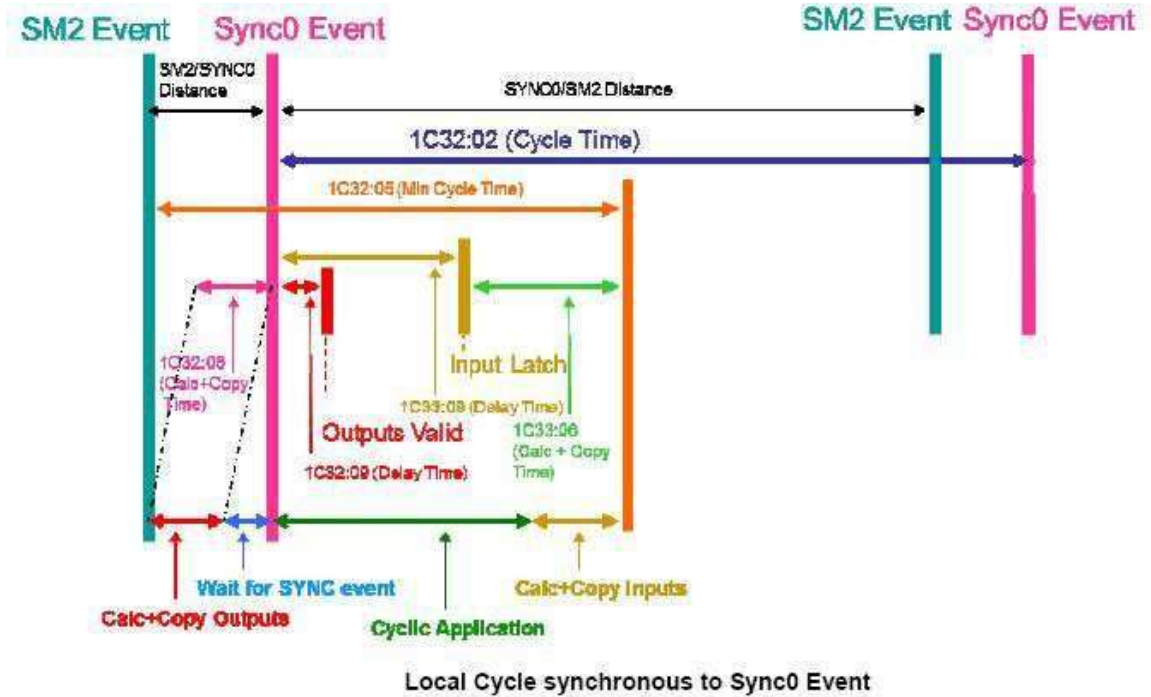 SM2 Event
Sync0 Event
SM2 Event
Sync0 Event
SM2/SYNC0
Distance
SYNC0/SM2 Distance
1C32:02 (Cycle Time)
1C32:05 (Min Cycle Time)
1C32:06
(Calc+Copy
Time)
Input Latch
1C33:09 (Delay Time)
Outputs Valid
1C33:06
(Calc + Copy
Time)
1C32:09 (Delay Time)
Wait for SYNC event
Calc+Copy Inputs
Calc+Copy Outputs
Cyclic Application
Local Cycle synchronous to Sync0 Event